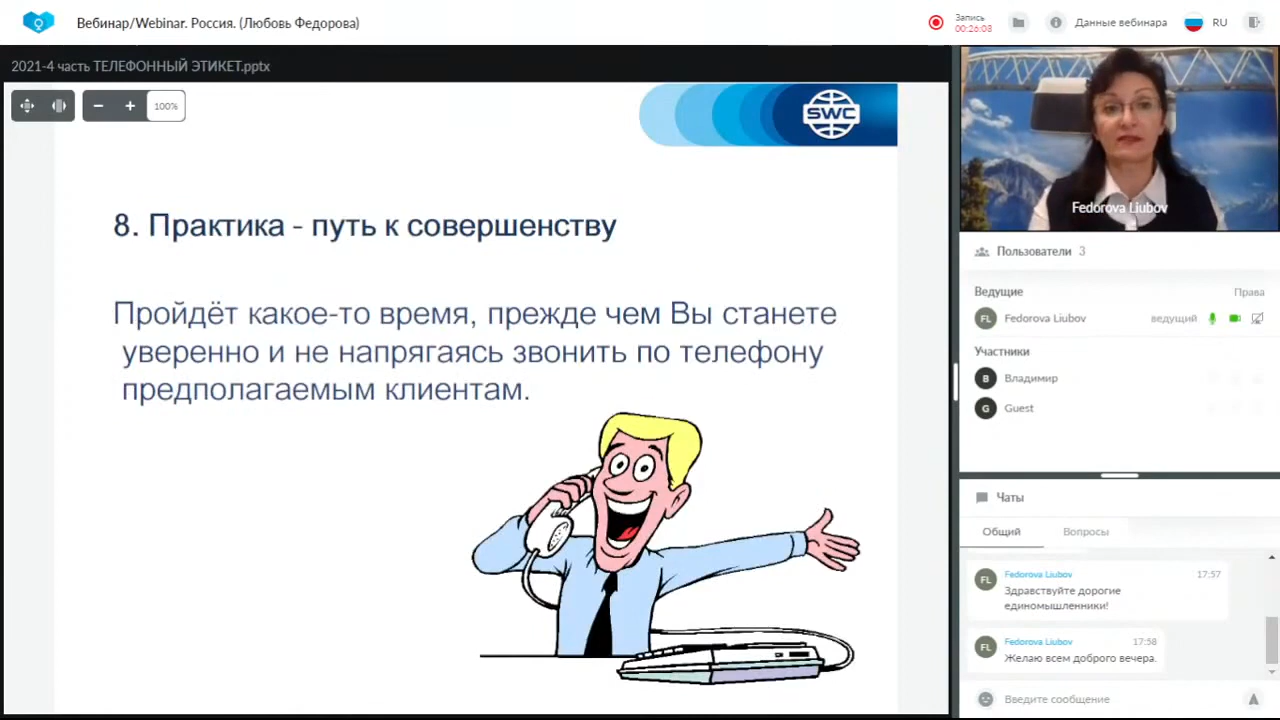 Вебинар/Webinar. Россия. (Любовь Федорова)
Запись
00:26:03
Данные вебинара
RU
2021-4 часть ТЕЛЕФОННЫЙ ЭТИКЕТ.pptx
100%
SWC
8. Практика - путь к совершенству
Пройдёт какое-то время, прежде чем Вы станете
уверенно и не напрягаясь звонить по телефону
предполагаемым клиентам.
Fedorova Liubov
Пользователи 3
Ведущие
Права
FL Fedorova Liubov ведущий
Участники
В Владимир
G Guest
Чаты
Общий Вопросы
FL Fedorova Liubov 17:57
Здравствуйте дорогие
единомышленники!
FL Fedorova Liubov 17:58
Желаю всем доброго вечера.
Введите сообщение